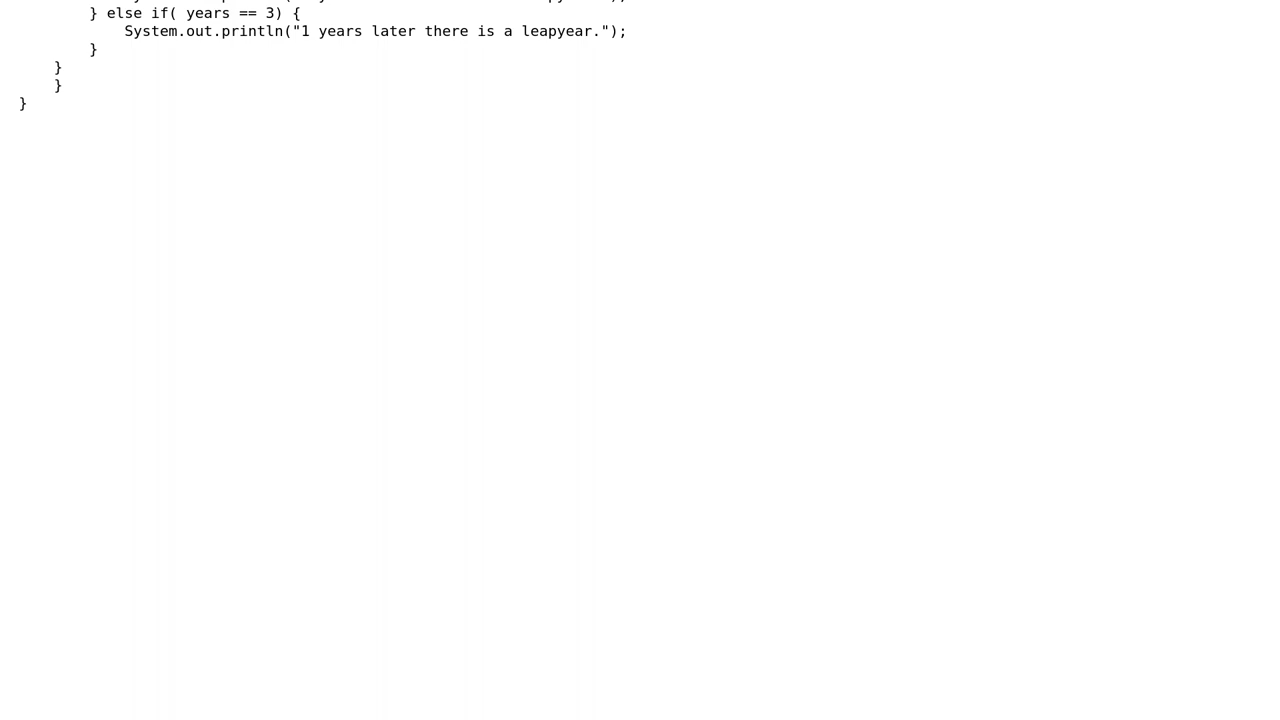 } else if( years == 3) {
System.out.println("1 years later there is a leapyear.");
}
}
}
}